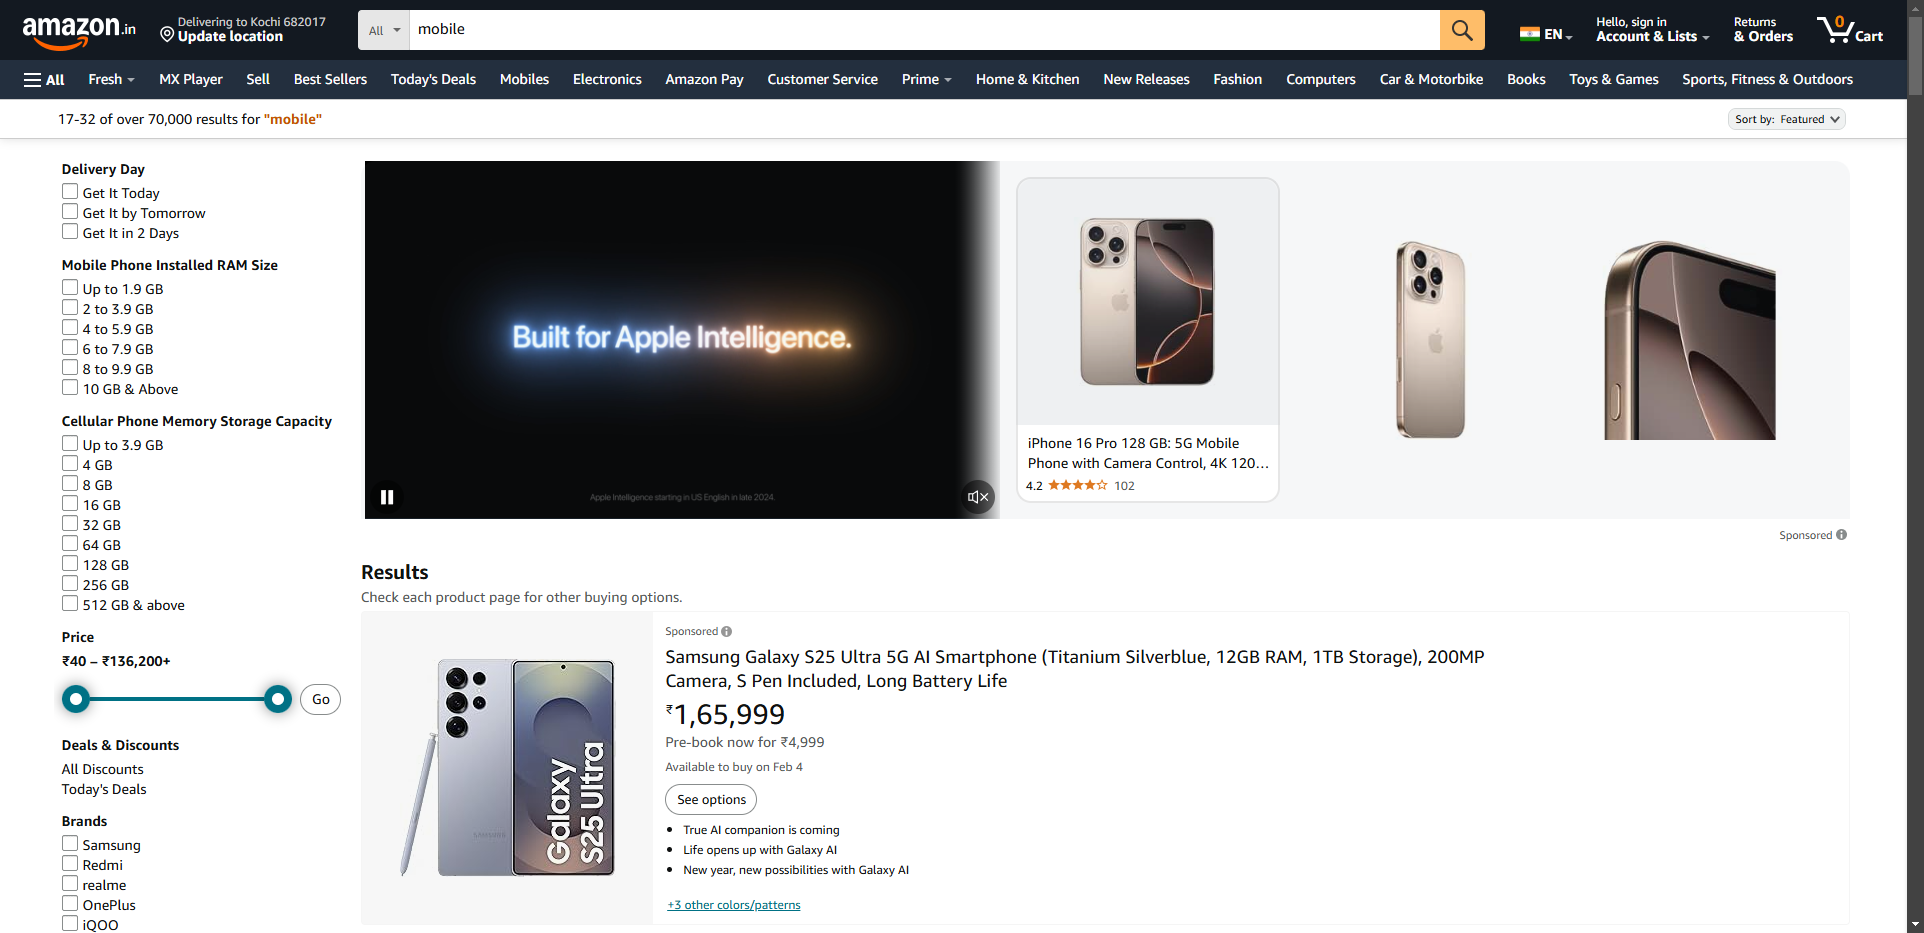 amazon.in
Delivering to Kochi 682017
Update location
All
mobile
EN
Hello, sign in
Account & Lists
Returns
& Orders
0
Cart
All
Fresh
MX Player
Sell
Best Sellers
Today's Deals
Mobiles
Electronics
Amazon Pay
Customer Service
Prime
Home & Kitchen
New Releases
Fashion
Computers
Car & Motorbike
Books
Toys & Games
Sports, Fitness & Outdoors
17-32 of over 70,000 results for "mobile"
Sort by: Featured
Delivery Day
Get It Today
Get It by Tomorrow
Get It in 2 Days
Mobile Phone Installed RAM Size
Up to 1.9 GB
2 to 3.9 GB
4 to 5.9 GB
6 to 7.9 GB
8 to 9.9 GB
10 GB & Above
Cellular Phone Memory Storage Capacity
Up to 3.9 GB
4 GB
8 GB
16 GB
32 GB
64 GB
128 GB
256 GB
512 GB & above
Price
₹40 – ₹136,200+
Go
Deals & Discounts
All Discounts
Today's Deals
Brands
Samsung
Redmi
realme
OnePlus
iQOO
Built for Apple Intelligence.
Apple Intelligence starting in US English in late 2024.
iPhone 16 Pro 128 GB: 5G Mobile
Phone with Camera Control, 4K 120...
4.2
102
Sponsored
Results
Check each product page for other buying options.
SAMSUNG
Galaxy
S25 Ultra
Sponsored
Samsung Galaxy S25 Ultra 5G AI Smartphone (Titanium Silverblue, 12GB RAM, 1TB Storage), 200MP
Camera, S Pen Included, Long Battery Life
₹1,65,999
Pre-book now for ₹4,999
Available to buy on Feb 4
See options
True AI companion is coming
Life opens up with Galaxy AI
New year, new possibilities with Galaxy AI
+3 other colors/patterns